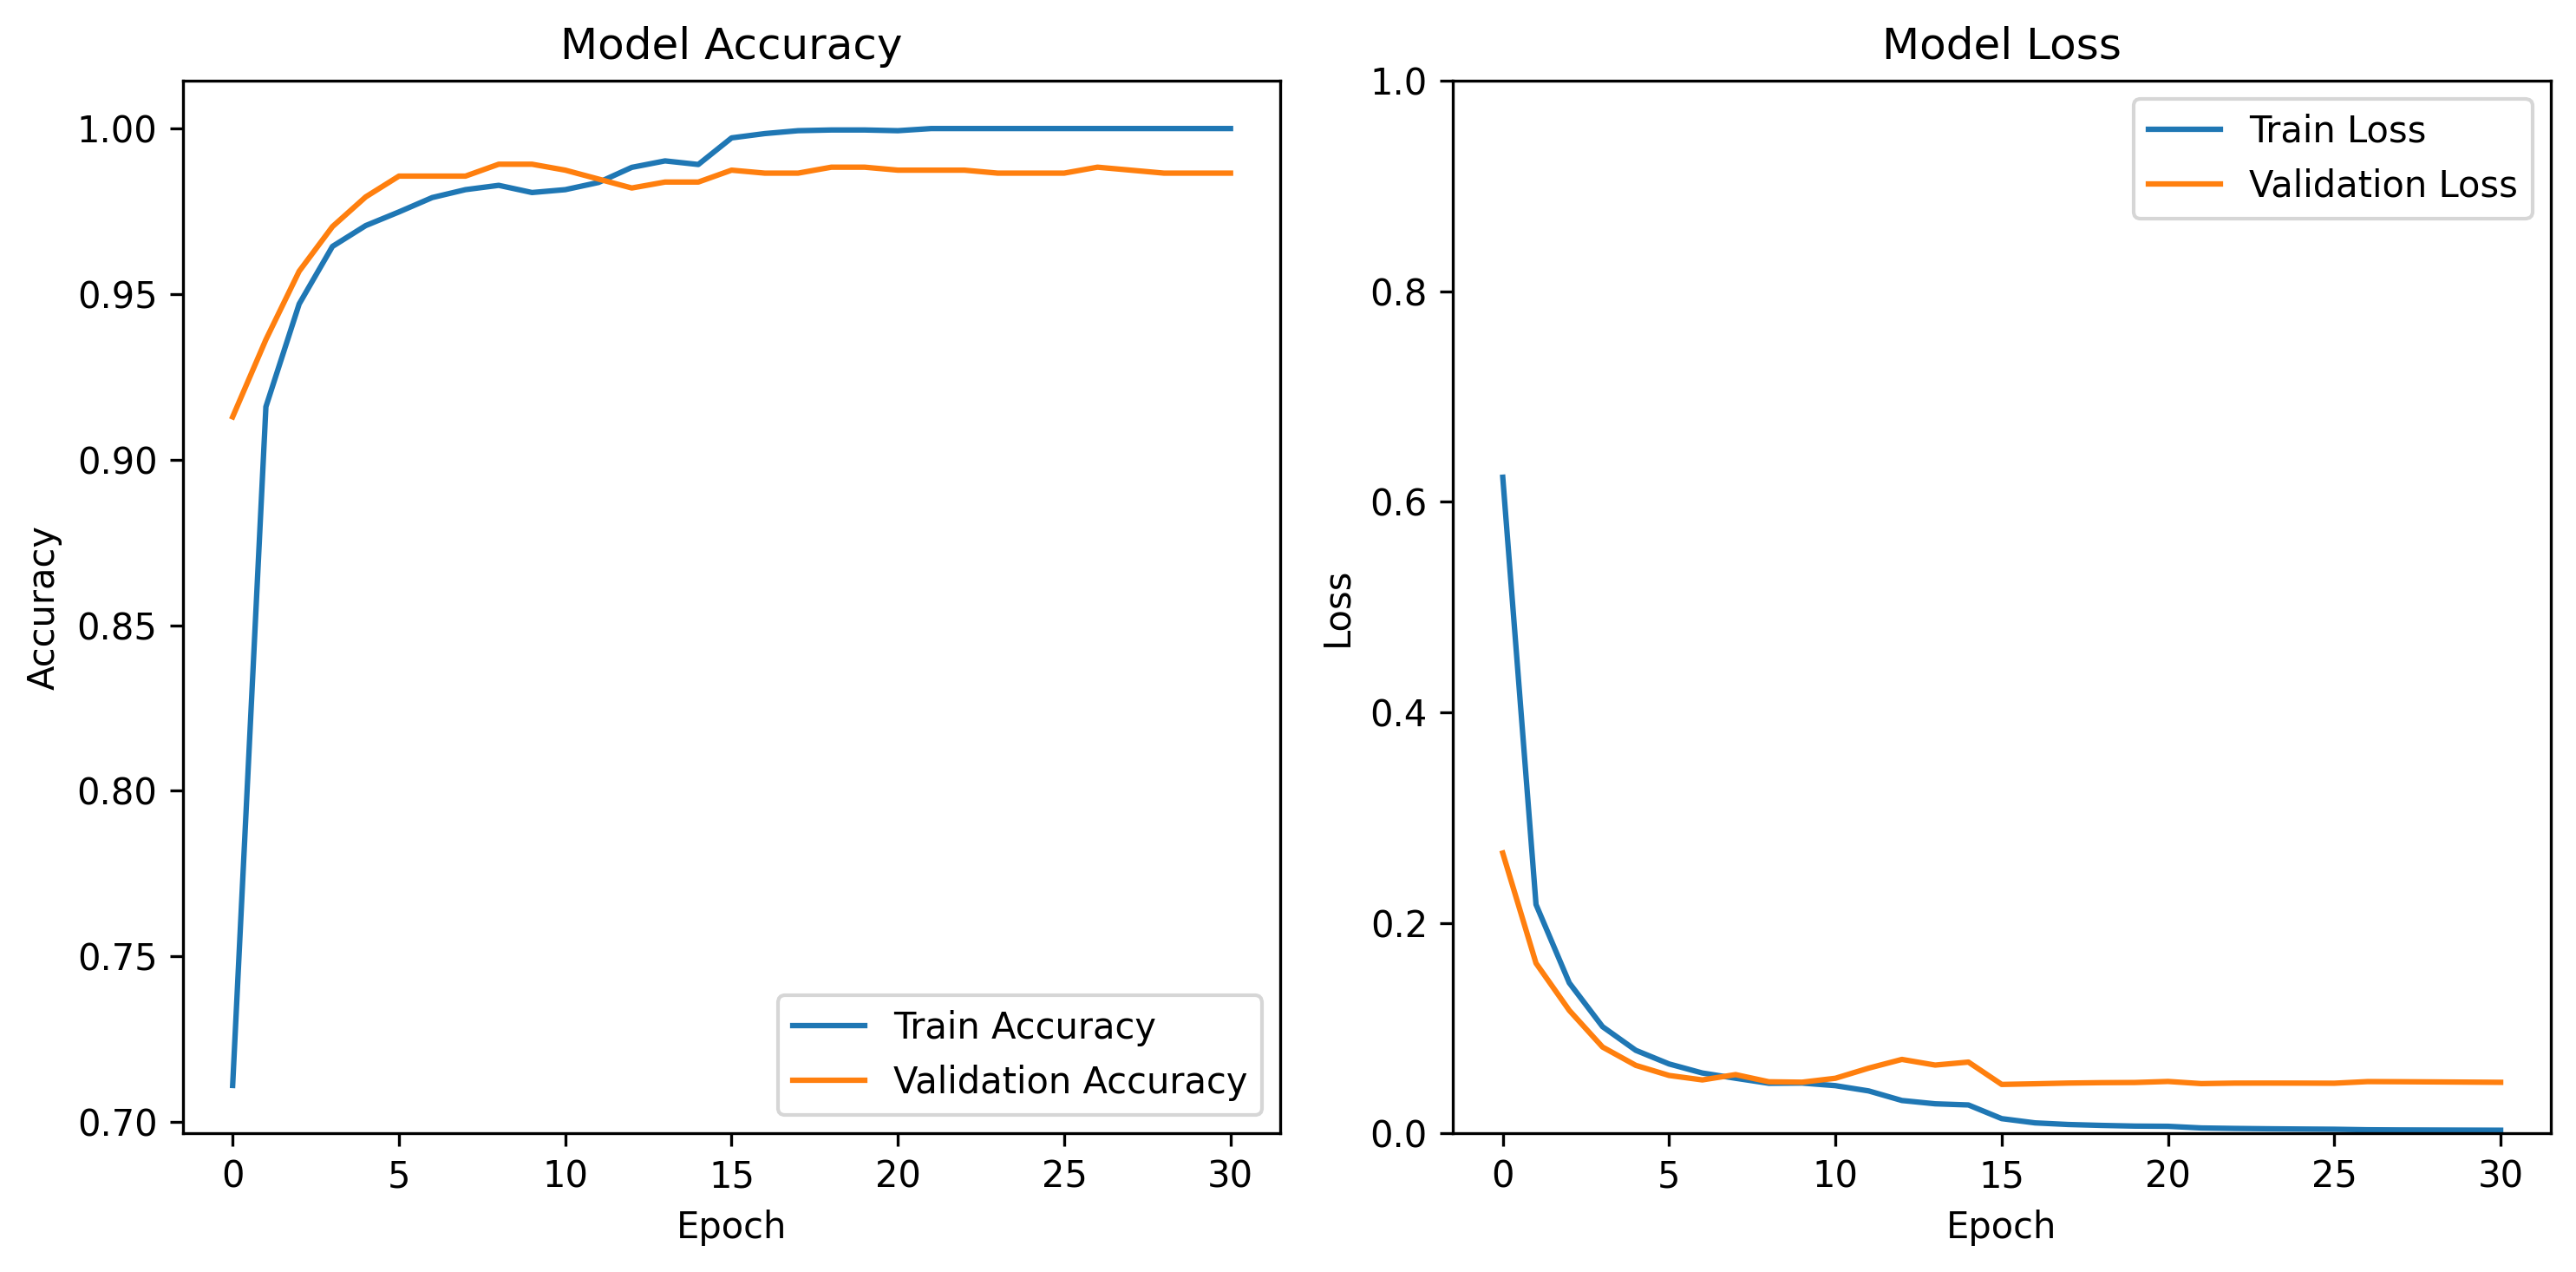 Model Accuracy
1.00
0.95
0.90
0.85
0.80
0.75
0.70
Accuracy
Train Accuracy
Validation Accuracy
0 5 10 15 20 25 30
Epoch
Model Loss
1.0
0.8
0.6
0.4
0.2
0.0
Loss
Train Loss
Validation Loss
0 5 10 15 20 25 30
Epoch